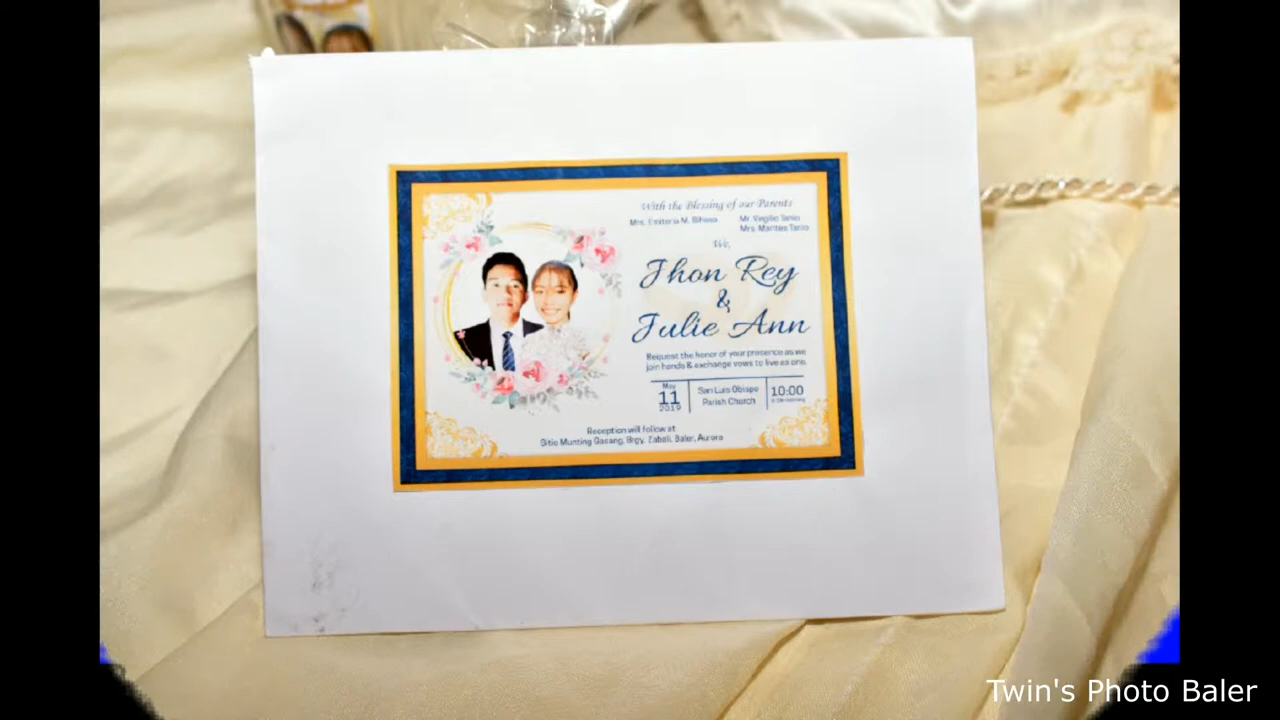 With the Blessing of our Parents
Mrs. Emiteria M. Mr. Virgilio Tanio
Mrs. Marites Tanio
We,
Jhon Rey
&
Julie Ann
Request the honor of your presence as we
join hands & exchange vows to live as one.
May
11
2019
San Luis Obispo
Parish Church
10:00
Reception will follow at
Sitio Munting Gasang, Brgy. Zabali, Baler, Aurora
Twin's Photo Baler